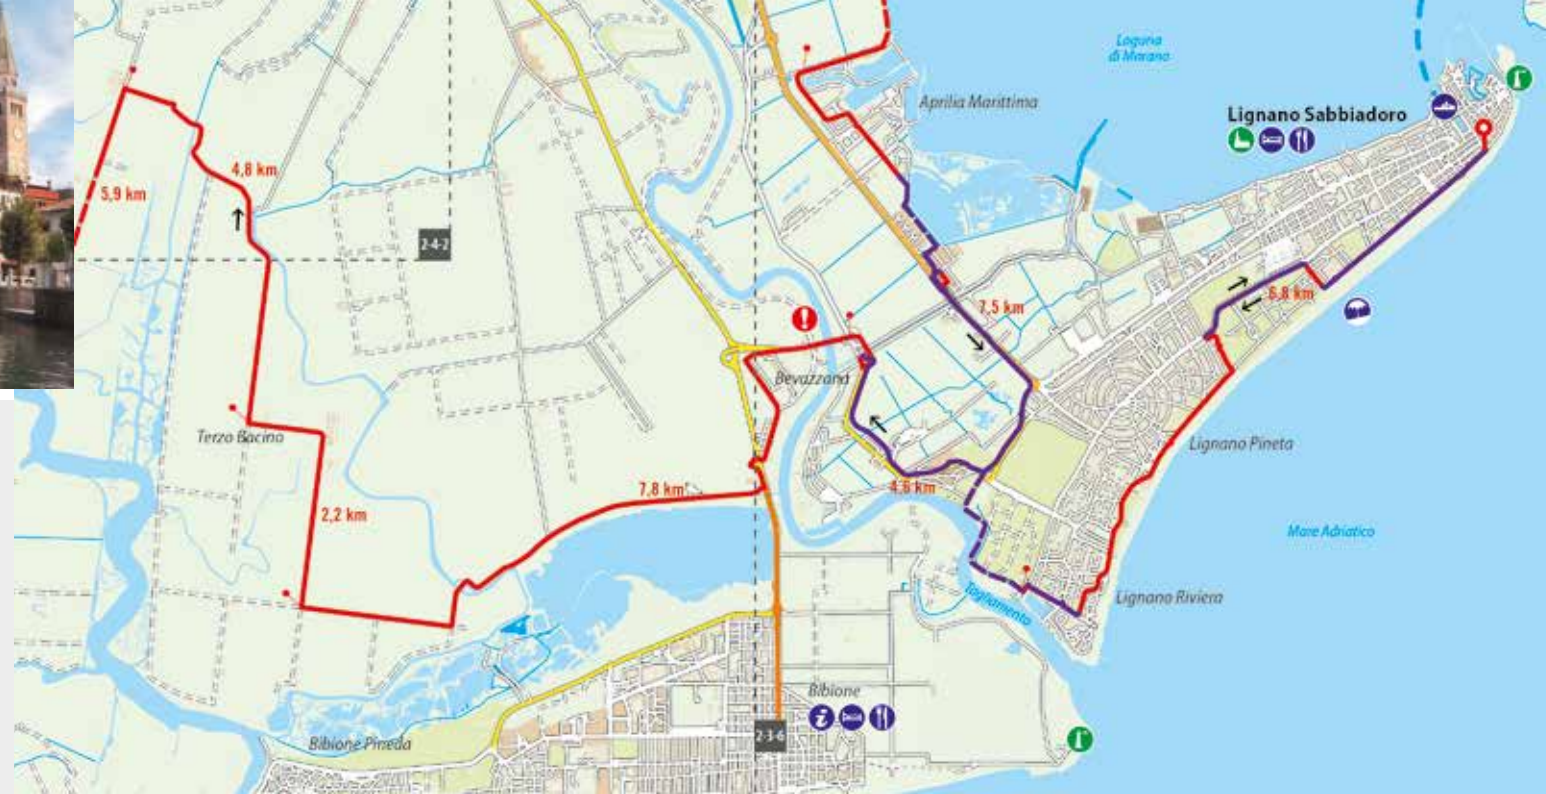 Laguna
di Marano
Aprilia Marittima
Lignano Sabbiadoro
4,8 km
5,9 km
2-4-2
7,5 km
6,8 km
Bevazzana
Terzo Bacino
Lignano Pineta
7,8 km
4,6 km
2,2 km
Mare Adriatico
Tagliamento
Lignano Riviera
Bibione
2-3-6
Bibione Pineda